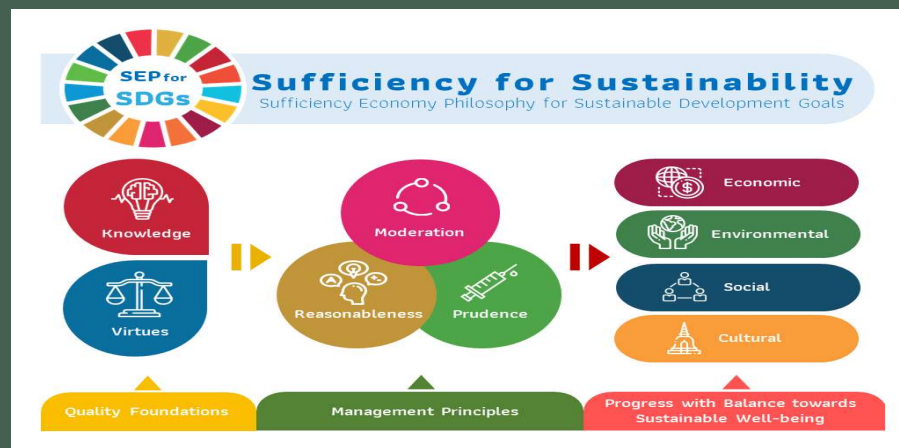 SEP for
SDGs
Sufficiency for Sustainability
Sufficiency Economy Philosophy for Sustainable Development Goals
Knowledge
Virtues
Moderation
Reasonableness
Prudence
$
Economic
Environmental
Social
Cultural
Quality Foundations
Management Principles
Progress with Balance towards
Sustainable Well-being